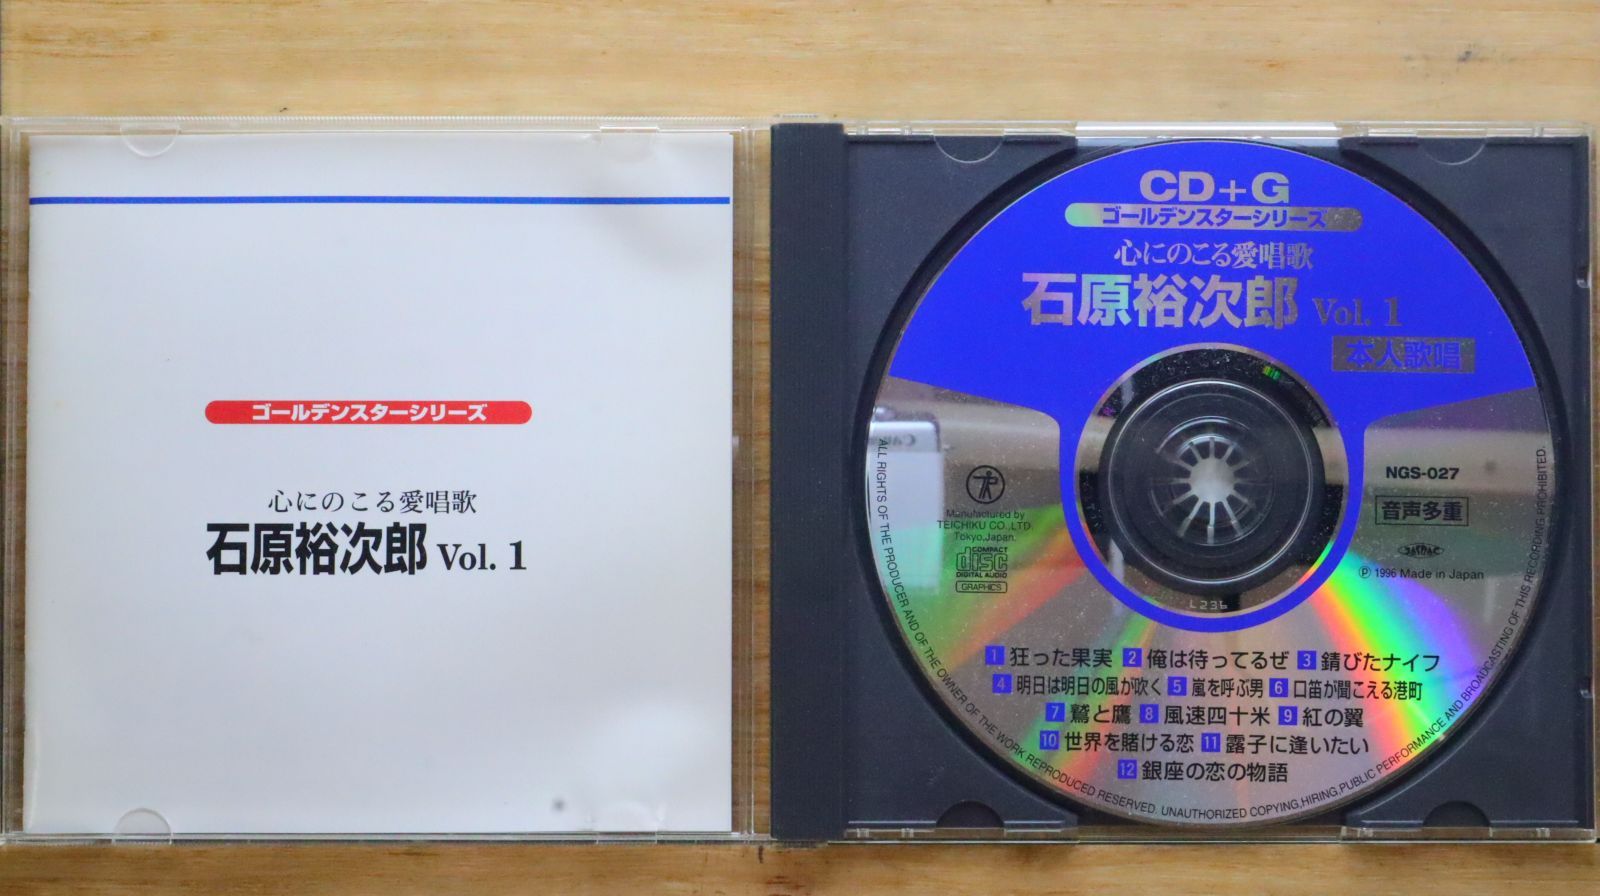 ゴールデンスターシリーズ
心にのこる愛唱歌
石原裕次郎 Vol. 1
CD+G
ゴールデンスターシリーズ
心にのこる愛唱歌
石原裕次郎 Vol. 1
本人歌唱
NGS-027
音声多重
JASRAC
Ⓟ 1996 Made in Japan
Manufactured by
TEICHIKU CO., LTD.
Tokyo, Japan.
COMPACT
disc
DIGITAL AUDIO
GRAPHICS
L236
1 狂った果実 2 俺は待ってるぜ 3 錆びたナイフ
4 明日は明日の風が吹く 5 嵐を呼ぶ男 6 口笛が聞こえる港町
7 鷲と鷹 8 風速四十米 9 紅の翼
10 世界を賭ける恋 11 露子に逢いたい
12 銀座の恋の物語
ALL RIGHTS OF THE PRODUCER AND OF THE OWNER OF THE WORK REPRODUCED RESERVED. UNAUTHORIZED COPYING, HIRING, PUBLIC PERFORMANCE AND BROADCASTING OF THIS RECORDING PROHIBITED.